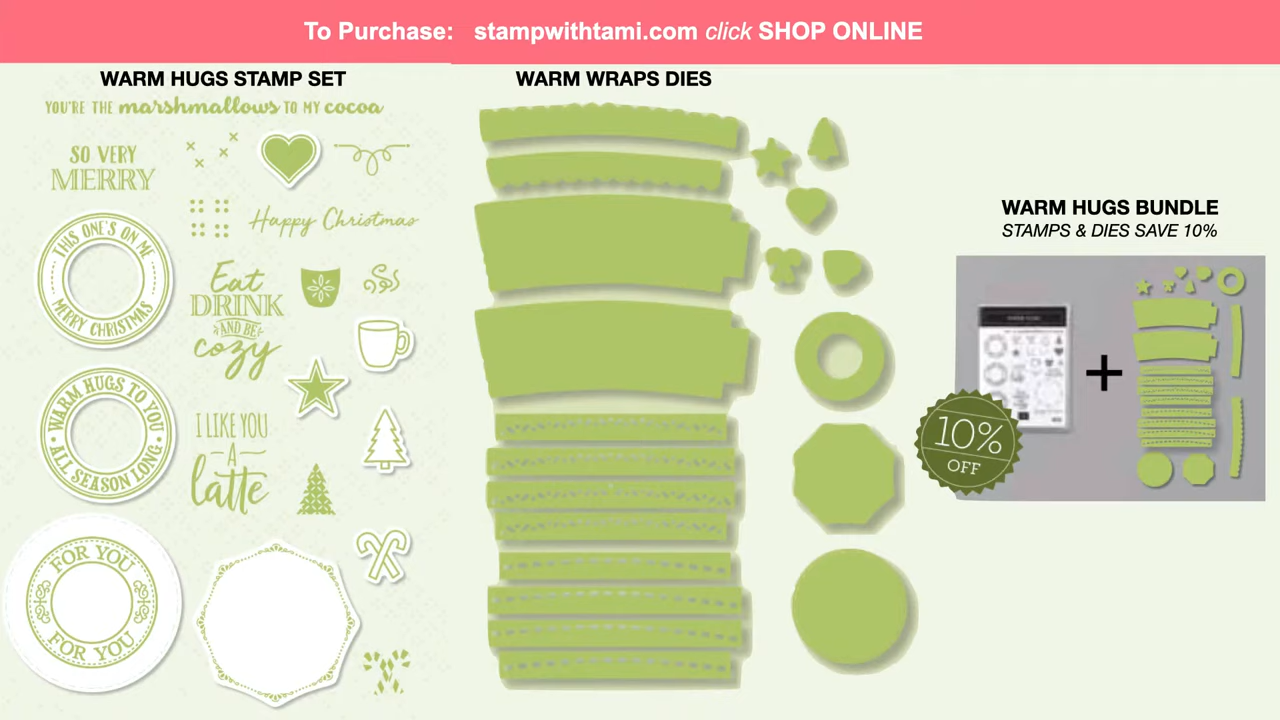 To Purchase: stampwithtami.com click SHOP ONLINE
WARM HUGS STAMP SET
YOU'RE THE marshmallows TO MY cocoa
SO VERY
MERRY
Happy Christmas
THIS ONE'S ON ME
MERRY CHRISTMAS
Eat
DRINK
AND BE
cozy
WARM HUGS TO YOU
ALL SEASON LONG
I LIKE YOU
A
latte
FOR YOU
FOR YOU
WARM WRAPS DIES
WARM HUGS BUNDLE
STAMPS & DIES SAVE 10%
+
10%
OFF